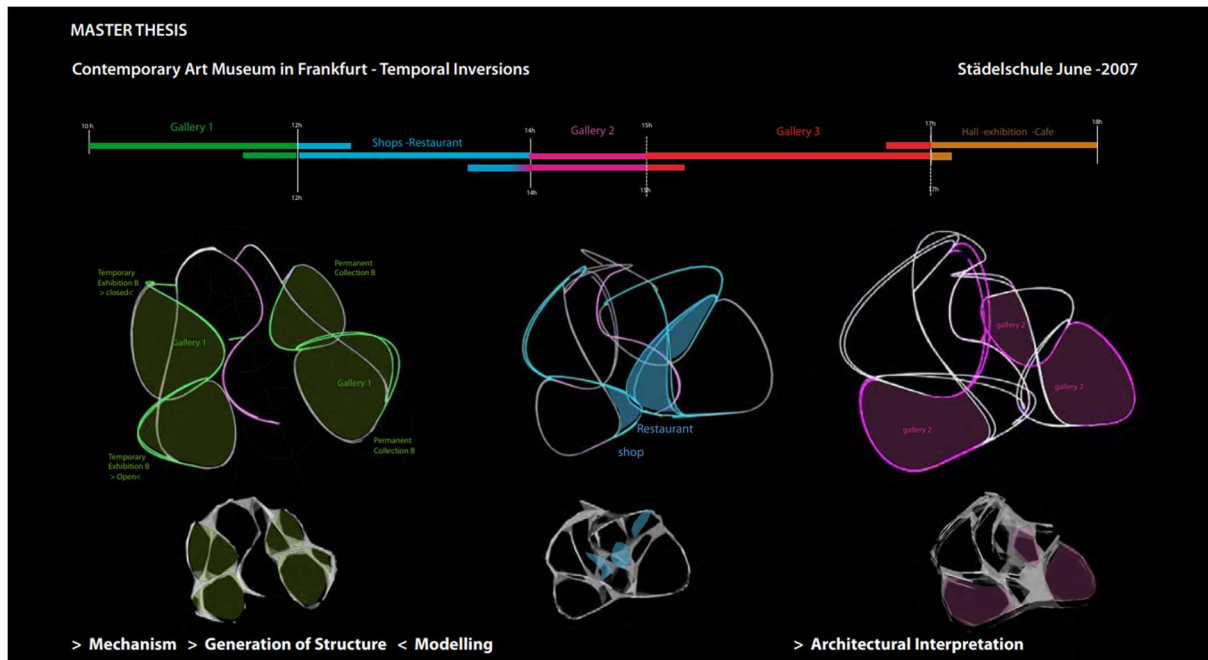 MASTER THESIS
Contemporary Art Museum in Frankfurt - Temporal Inversions
Städelschule June -2007
10 h
Gallery 1
12h
Shops -Restaurant
14h
Gallery 2
15h
Gallery 3
17h
Hall -exhibition -Cafe
18h
12h
14h
15h
17h
Temporary
Exhibition B
> closed<
Gallery 1
Permanent
Collection B
Gallery 1
Temporary
Exhibition B
> Open<
Permanent
Collection B
Restaurant
shop
gallery 2
gallery 2
gallery 2
> Mechanism > Generation of Structure < Modelling
> Architectural Interpretation